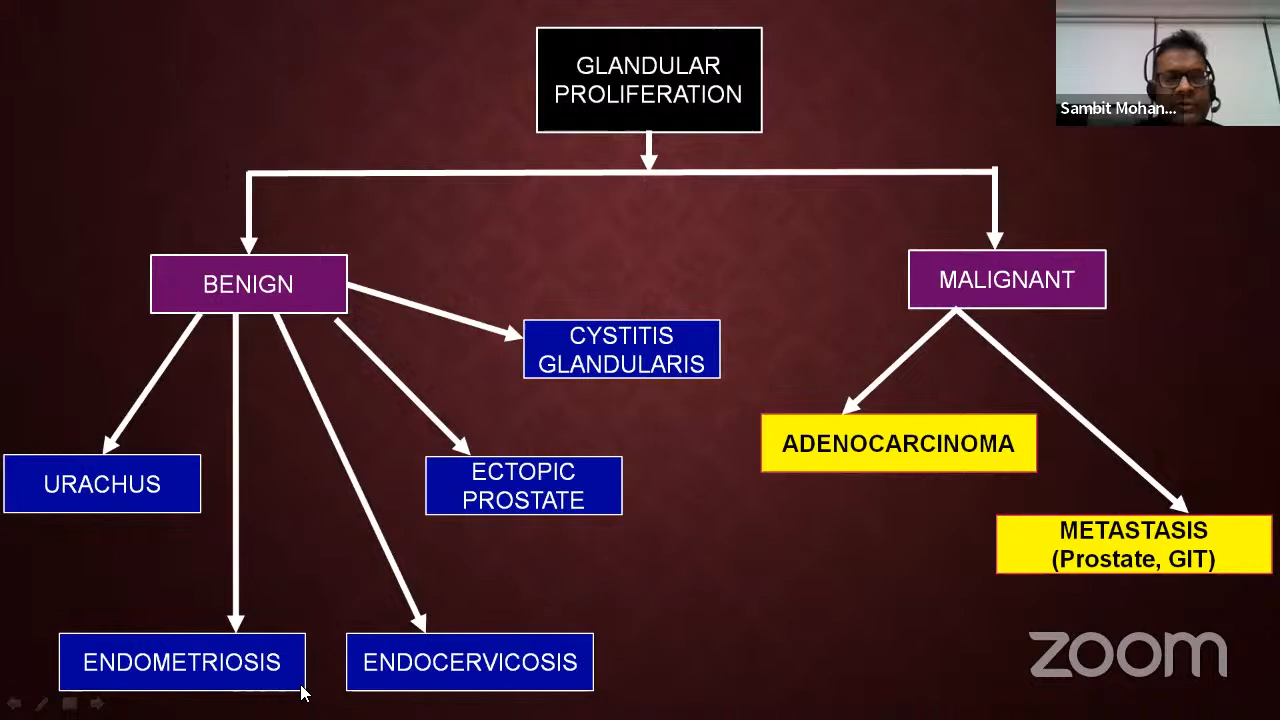 GLANDULAR
PROLIFERATION
Sambit Mohan...
BENIGN
MALIGNANT
CYSTITIS
GLANDULARIS
ADENOCARCINOMA
URACHUS
ECTOPIC
PROSTATE
METASTASIS
(Prostate, GIT)
ENDOMETRIOSIS
ENDOCERVICOSIS
zoom